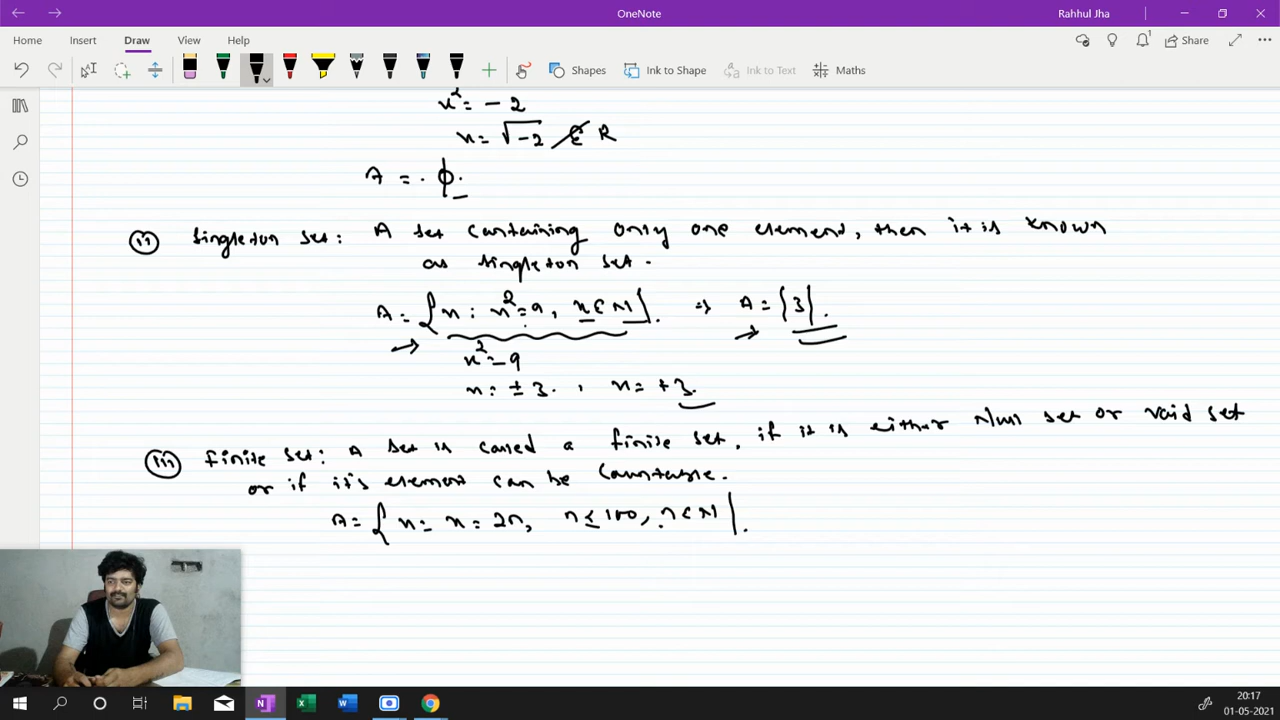 OneNote
Rahhul Jha
Home Insert Draw View Help Share
Shapes Ink to Shape Ink to Text Maths
x² = - 2
x = √-2 ∉ R
A = . ϕ.
(ii) Singleton set: A set containing only one element, then it is known
as singleton set.
A = {x : x² = 9, x ∈ N}. ⇒ A = {3}.
x² = 9
x = ± 3. , x = + 3.
(iii) finite set: A set is called a finite set, if it is either Null set or void set
or if it's element can be countable.
A = { x = x = 2n, n ≤ 100, n ∈ N }.
20:17
01-05-2021